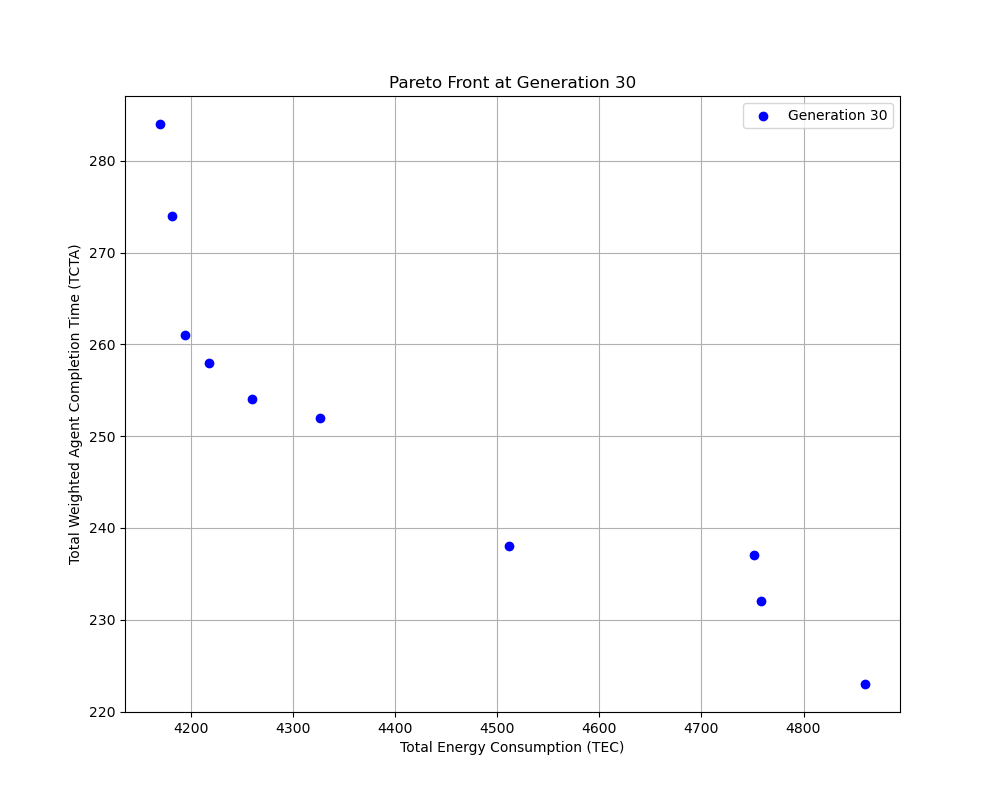 Pareto Front at Generation 30
Generation 30
Total Weighted Agent Completion Time (TCTA)
280
270
260
250
240
230
220
4200 4300 4400 4500 4600 4700 4800
Total Energy Consumption (TEC)